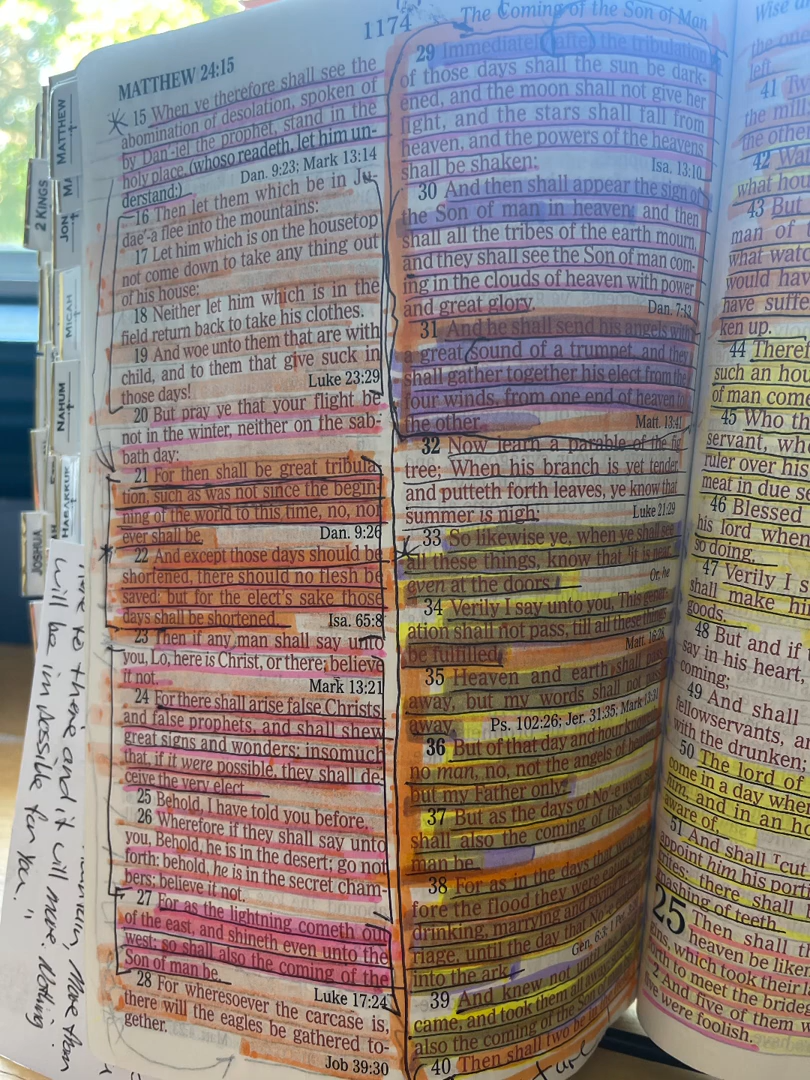 1174
The Coming of the Son of Man
MATTHEW 24:15
15 When ye therefore shall see the
abomination of desolation, spoken of
by Dan´-iel the prophet, stand in the
holy place, (whoso readeth, let him un-
derstand:)
Dan. 9:23; Mark 13:14
16 Then let them which be in Ju-
dae´-a flee into the mountains:
17 Let him which is on the housetop
not come down to take any thing out
of his house:
18 Neither let him which is in the
field return back to take his clothes.
19 And woe unto them that are with
child, and to them that give suck in
those days!
Luke 23:29
20 But pray ye that your flight be
not in the winter, neither on the sab-
bath day:
21 For then shall be great tribula-
tion, such as was not since the begin-
ning of the world to this time, no, nor
ever shall be.
Dan. 9:26
22 And except those days should be
shortened, there should no flesh be
saved: but for the elect's sake those
days shall be shortened.
Isa. 65:8
23 Then if any man shall say unto
you, Lo, here is Christ, or there; believe
it not.
Mark 13:21
24 For there shall arise false Christs,
and false prophets, and shall shew
great signs and wonders; insomuch
that, if it were possible, they shall de-
ceive the very elect
25 Behold, I have told you before.
26 Wherefore if they shall say unto
you, Behold, he is in the desert; go not
forth: behold, he is in the secret cham-
bers; believe it not.
27 For as the lightning cometh out
of the east, and shineth even unto the
west; so shall also the coming of the
Son of man be.
Luke 17:24
28 For wheresoever the carcase is,
there will the eagles be gathered to-
gether.
Job 39:30
29 Immediately after the tribulation
of those days shall the sun be dark-
ened, and the moon shall not give her
light, and the stars shall fall from
heaven, and the powers of the heavens
shall be shaken:
Isa. 13:10
30 And then shall appear the sign of
the Son of man in heaven: and then
shall all the tribes of the earth mourn,
and they shall see the Son of man com-
ing in the clouds of heaven with power
and great glory.
Dan. 7:13
31 And he shall send his angels with
a great sound of a trumpet, and they
shall gather together his elect from the
four winds, from one end of heaven to
the other.
Matt. 13:41
32 Now learn a parable of the fig
tree; When his branch is yet tender,
and putteth forth leaves, ye know that
summer is nigh:
Luke 21:29
33 So likewise ye, when ye shall see
all these things, know that it is near,
even at the doors.
Or, he
34 Verily I say unto you, This gener-
ation shall not pass, till all these things
be fulfilled.
Matt. 16:28
35 Heaven and earth shall pass
away, but my words shall not pass
away.
Ps. 102:26; Jer. 31:35; Mark 13:31
36 But of that day and hour knoweth
no man, no, not the angels of heaven,
but my Father only.
37 But as the days of No´-e were, so
shall also the coming of the Son of
man be.
38 For as in the days that were be-
fore the flood they were eating and
drinking, marrying and giving in mar-
riage, until the day that No´-e
into the ark,
Gen. 6:3; 1 Pet.
39 And knew not until
came, and took them all away
also the coming of the Son of
40 Then shall two be in
Wise a
the one
left.
41 Tw
the mill
the other
42 Wat
what hou
43 But
man of t
what watc
would hav
have suffe
ken up.
44 Theref
such an hou
of man come
45 Who th
servant, who
ruler over his
meat in due s
46 Blessed
his lord when
so doing.
47 Verily I s
shall make hi
goods.
48 But and if
say in his heart,
coming;
49 And shall
fellowservants, an
with the drunken;
50 The lord of
come in a day whe
him, and in an h
aware of,
51 And shall cut
appoint him his port
rites: there shall
nashing of teeth.
25 Then shall th
heaven be liken
gins, which took their l
orth to meet the brideg
2 And five of them w
ve were foolish.
MATTHEW
2 KINGS
JON
MA
MICAH
NAHUM
HABAKKUK
JOSHUA
here to there and it will move. Nothing
will be impossible for you."